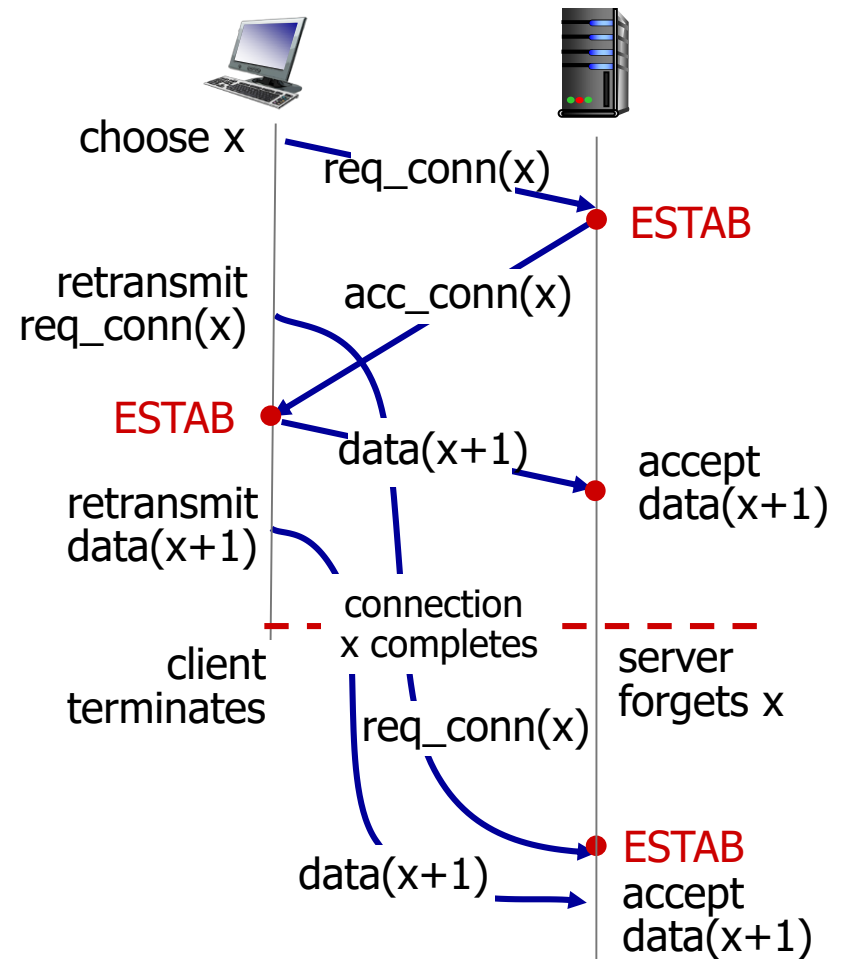 choose x
req_conn(x)
ESTAB
retransmit
req_conn(x)
acc_conn(x)
ESTAB
data(x+1)
accept
data(x+1)
retransmit
data(x+1)
connection
x completes
client
terminates
server
forgets x
req_conn(x)
ESTAB
data(x+1)
accept
data(x+1)